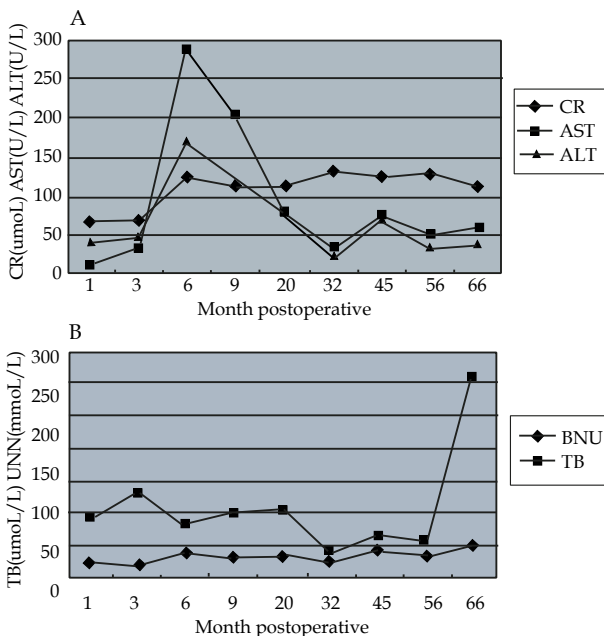 A
CR(umoL) AST(U/L) ALT(U/L)
300
250
200
150
100
50
0
1 3 6 9 20 32 45 56 66
Month postoperative
CR
AST
ALT
B
TB(umoL/L) UNN(mmoL/L)
300
250
200
150
100
50
0
1 3 6 9 20 32 45 56 66
Month postoperative
BNU
TB